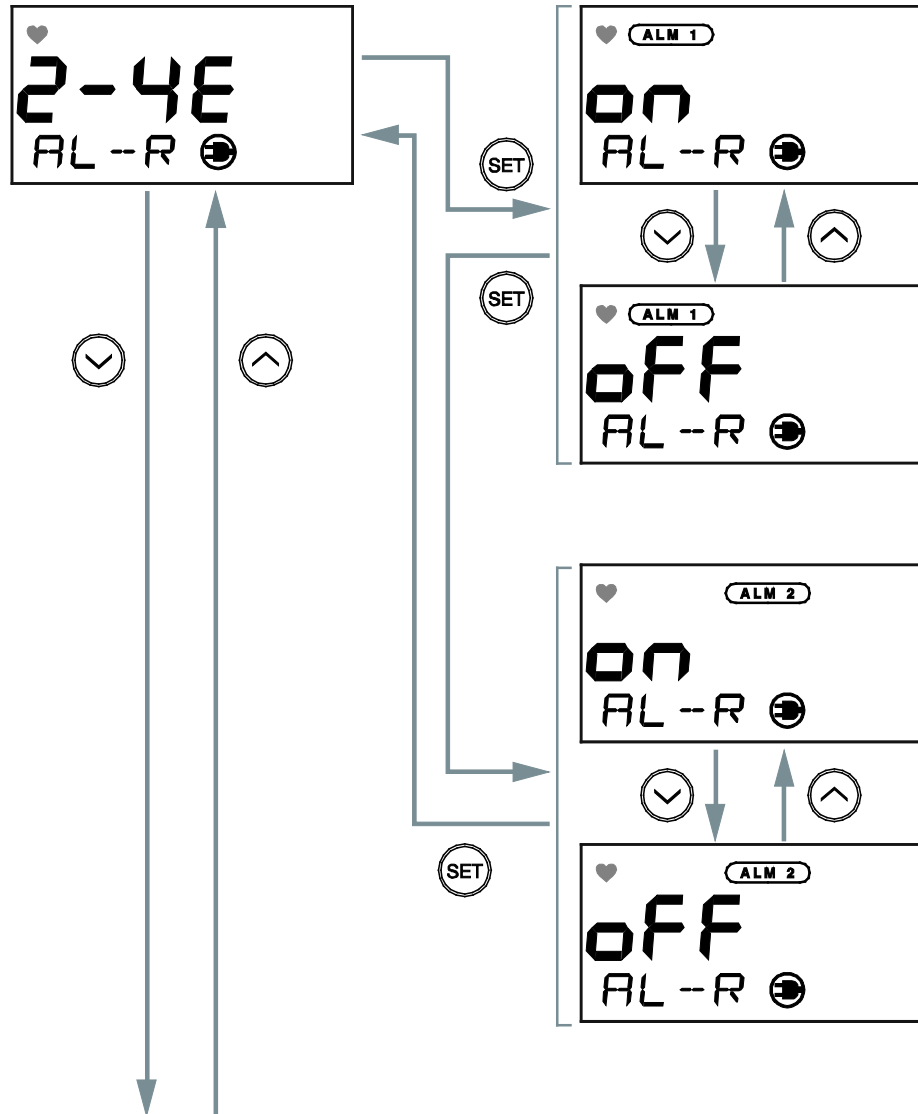 2-4E
AL--R
SET
SET
ALM 1
on
AL--R
ALM 1
oFF
AL--R
ALM 2
on
AL--R
SET
ALM 2
oFF
AL--R